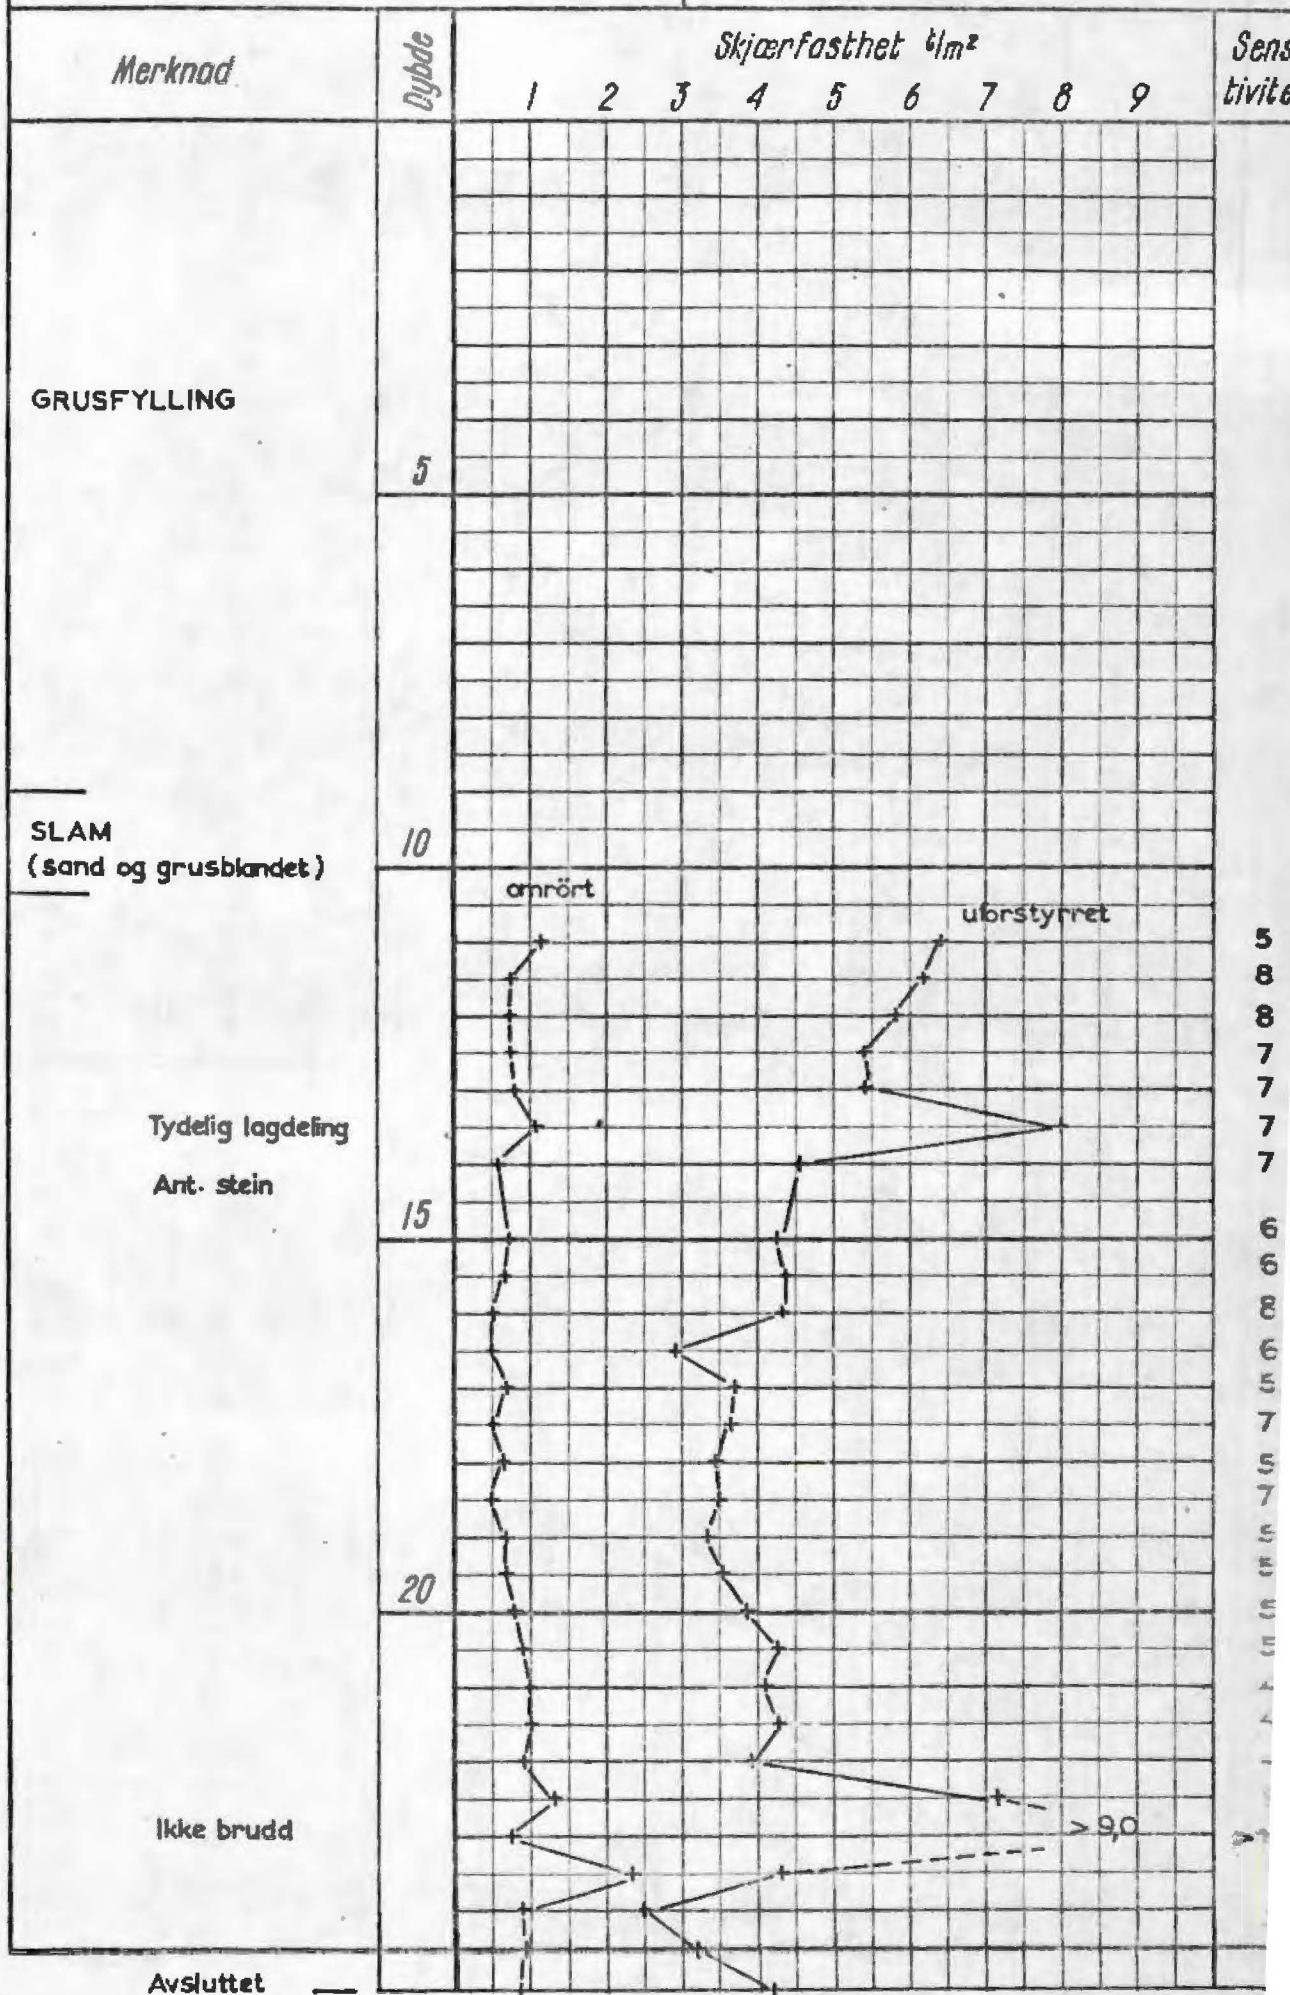 Merknad
Dybde
Skjærfasthet t/m²
1 2 3 4 5 6 7 8 9
GRUSFYLLING
5
SLAM
(sand og grusblandet)
10
omrört
uforstyrret
5
8
8
7
7
Tydelig lagdeling
7
7
Ant. stein
15
6
6
8
6
5
7
5
7
5
20
Ikke brudd
> 9,0
Avsluttet